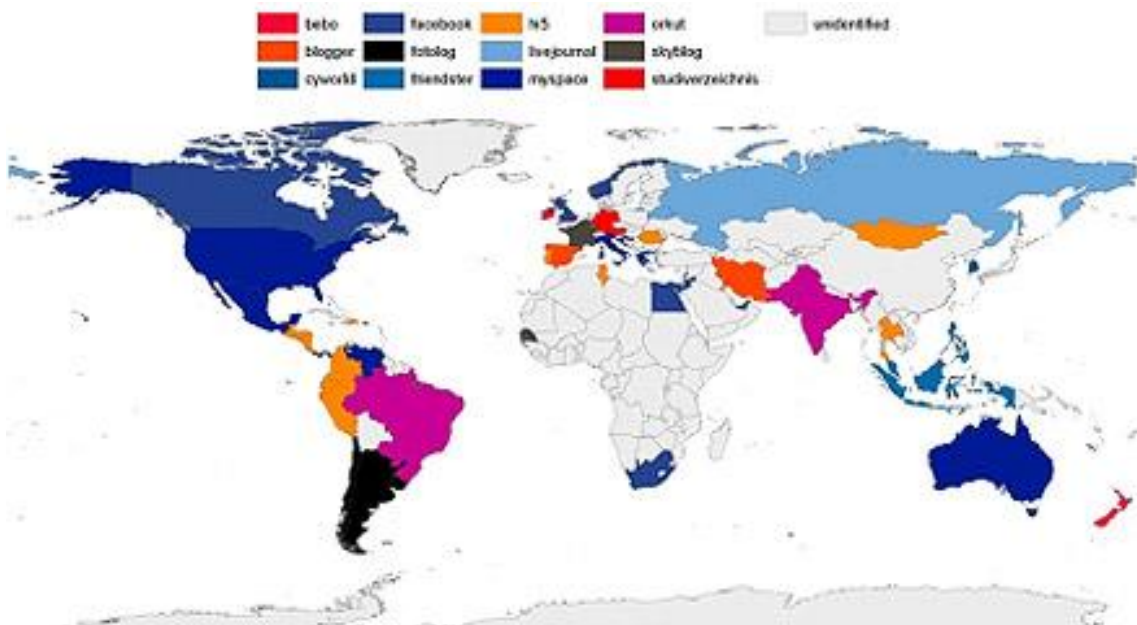 bebo facebook hi5 orkut unidentified
blogger fotolog livejournal skyblog
cyworld friendster myspace studiverzeichnis